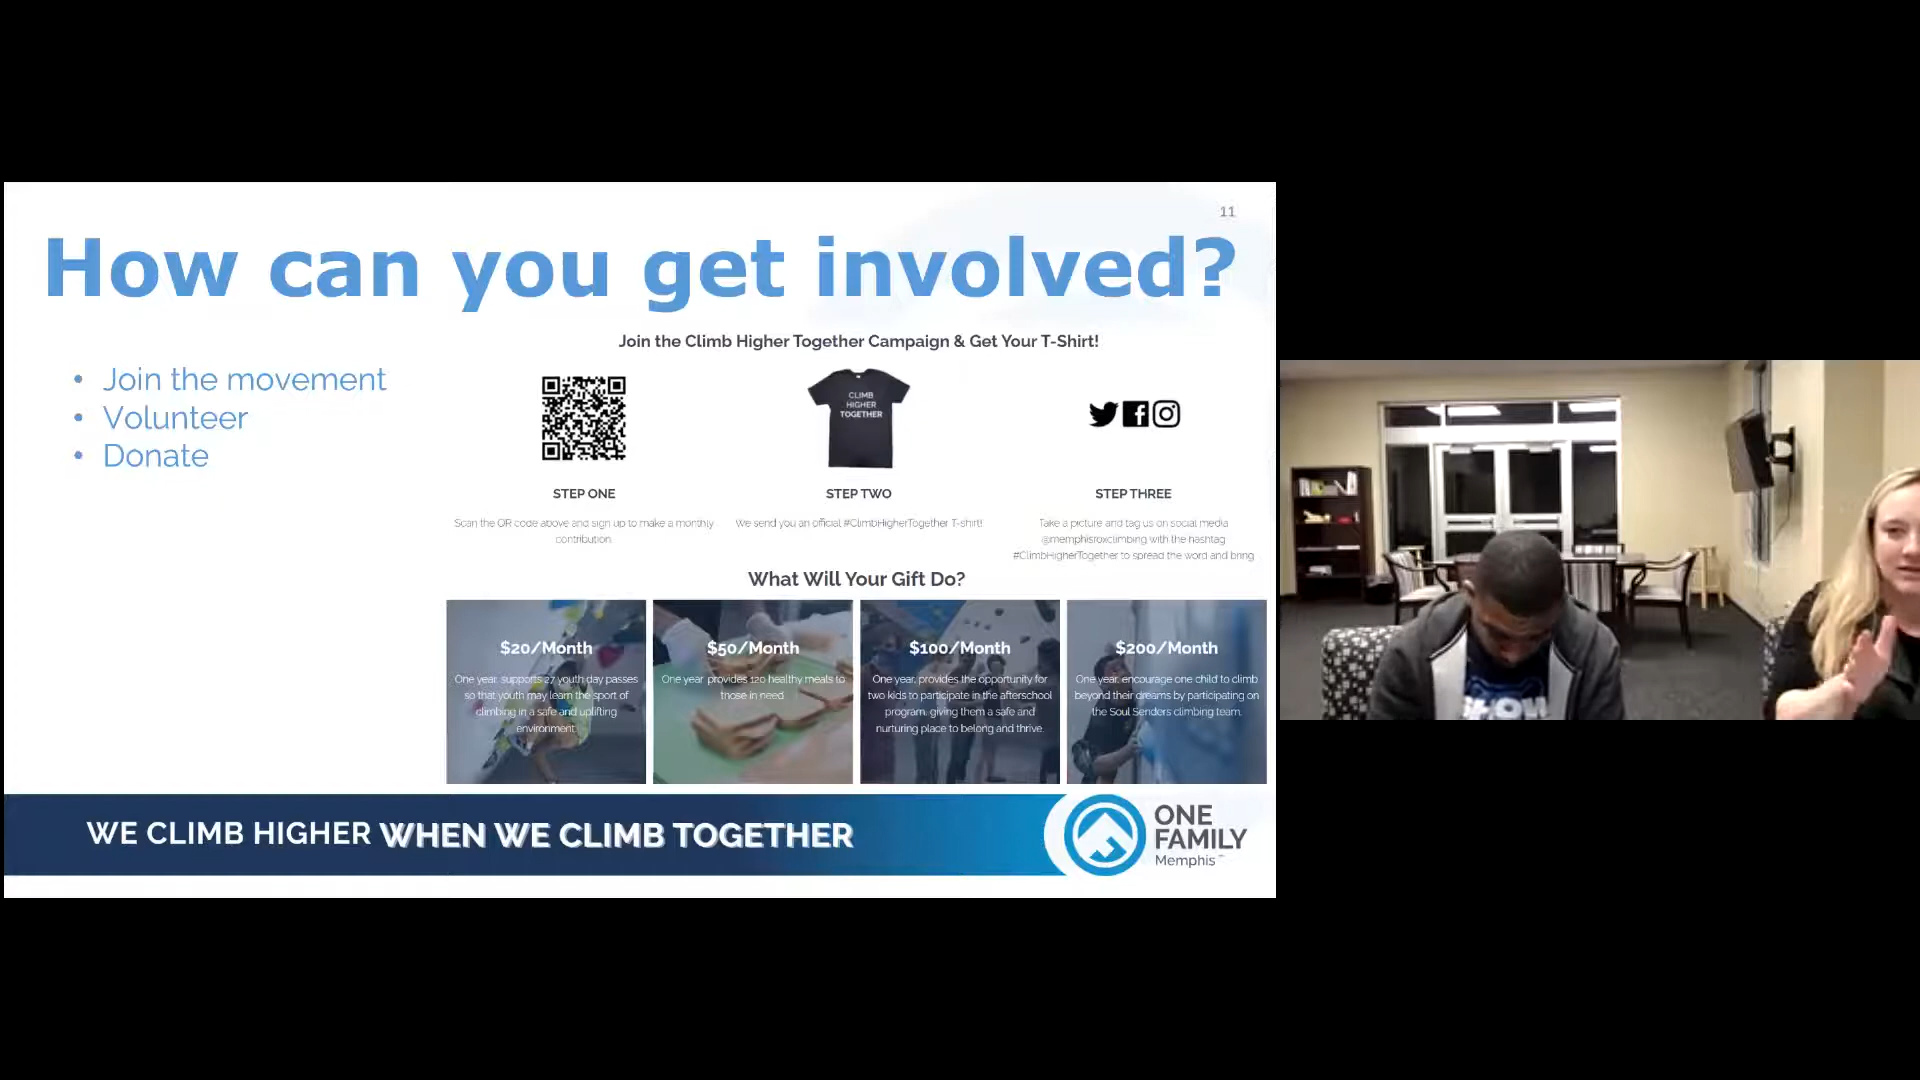 11
How can you get involved?
• Join the movement
• Volunteer
• Donate
Join the Climb Higher Together Campaign & Get Your T-Shirt!
CLIMB
HIGHER
TOGETHER
STEP ONE
Scan the QR code above and sign up to make a monthly
contribution.
STEP TWO
We send you an official #ClimbHigherTogether T-shirt!
STEP THREE
Take a picture and tag us on social media
@memphisroxclimbing with the hashtag
#ClimbHigherTogether to spread the word and bring
What Will Your Gift Do?
$20/Month
One year, supports 27 youth day passes
so that youth may learn the sport of
climbing in a safe and uplifting
environment.
$50/Month
One year provides 120 healthy meals to
those in need
$100/Month
One year, provides the opportunity for
two kids to participate in the afterschool
program, giving them a safe and
nurturing place to belong and thrive.
$200/Month
One year, encourage one child to climb
beyond their dreams by participating on
the Soul Senders climbing team.
WE CLIMB HIGHER WHEN WE CLIMB TOGETHER
ONE
FAMILY
Memphis